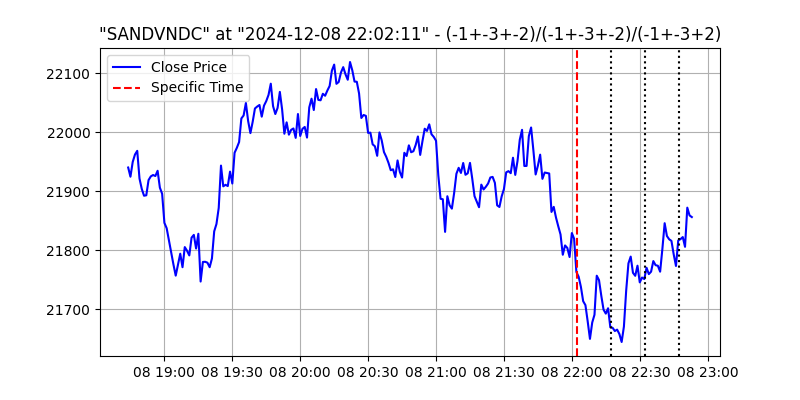 "SANDVNDC" at "2024-12-08 22:02:11" - (-1+-3+-2)/(-1+-3+-2)/(-1+-3+2)
Close Price
Specific Time
22100
22000
21900
21800
21700
08 19:00 08 19:30 08 20:00 08 20:30 08 21:00 08 21:30 08 22:00 08 22:30 08 23:00